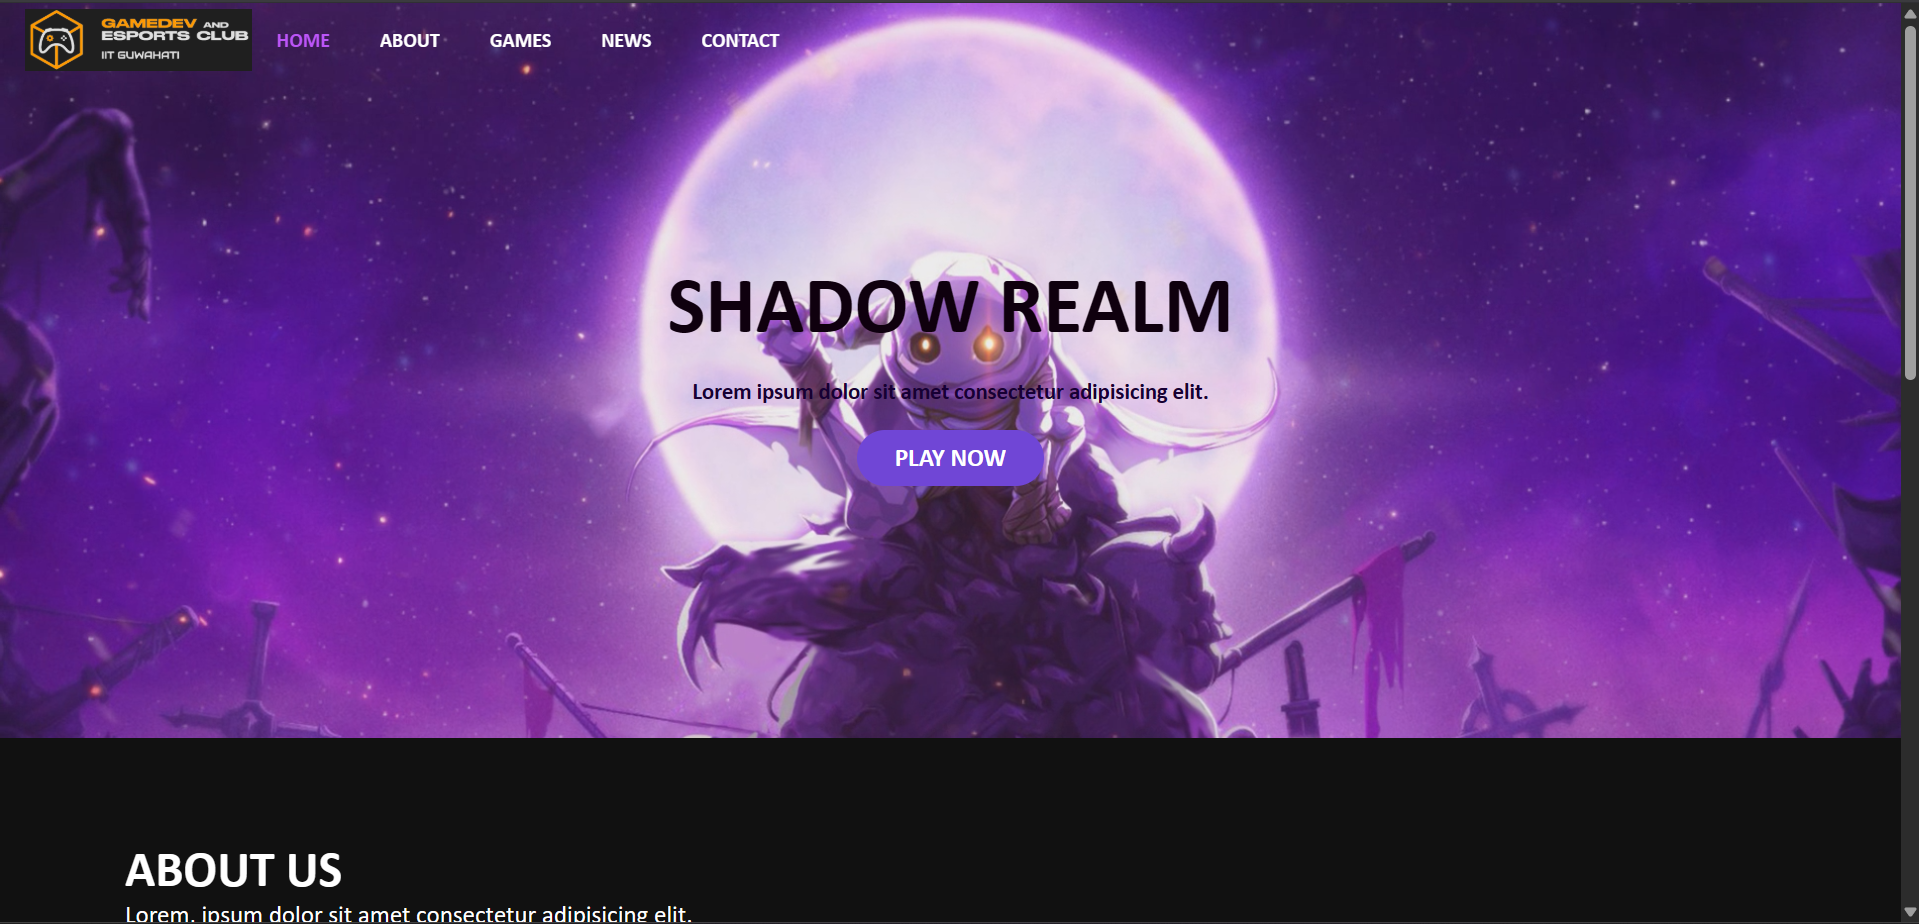 GAMEDEV AND
ESPORTS CLUB
IIT GUWAHATI
HOME ABOUT GAMES NEWS CONTACT
SHADOW REALM
Lorem ipsum dolor sit amet consectetur adipisicing elit.
PLAY NOW
ABOUT US
Lorem, ipsum dolor sit amet consectetur adipisicing elit.